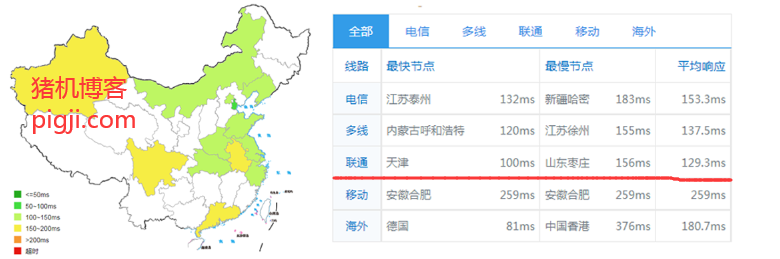 猪机博客
pigji.com
<=50ms
50~100ms
100~150ms
150~200ms
>200ms
超时
全部 电信 多线 联通 移动 海外
线路 最快节点 最慢节点 平均响应
电信 江苏泰州 132ms 新疆哈密 183ms 153.3ms
多线 内蒙古呼和浩特 120ms 江苏徐州 155ms 137.5ms
联通 天津 100ms 山东枣庄 156ms 129.3ms
移动 安徽合肥 259ms 安徽合肥 259ms 259ms
海外 德国 81ms 中国香港 376ms 180.7ms